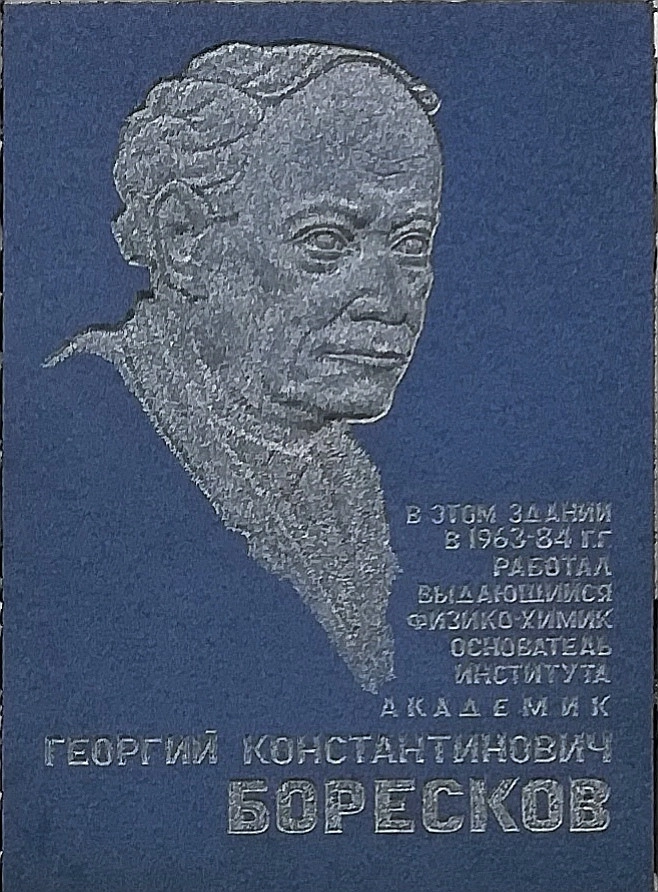 В ЭТОМ ЗДАНИИ
В 1963-84 ГГ
РАБОТАЛ
ВЫДАЮЩИЙСЯ
ФИЗИКО-ХИМИК
ОСНОВАТЕЛЬ
ИНСТИТУТА
АКАДЕМИК
ГЕОРГИЙ КОНСТАНТИНОВИЧ
БОРЕСКОВ